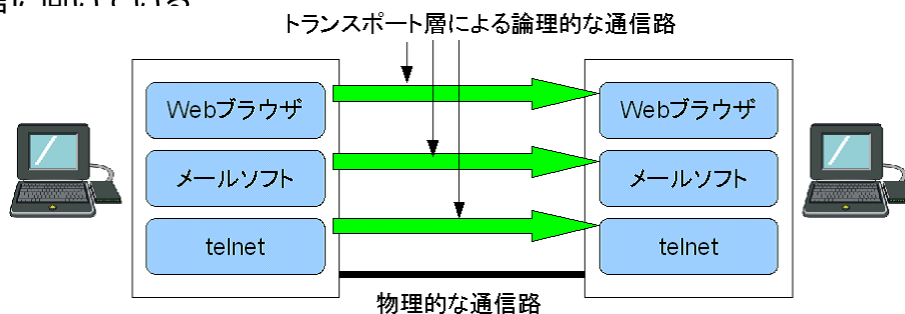 トランスポート層による論理的な通信路
Webブラウザ
Webブラウザ
メールソフト
メールソフト
telnet
telnet
物理的な通信路